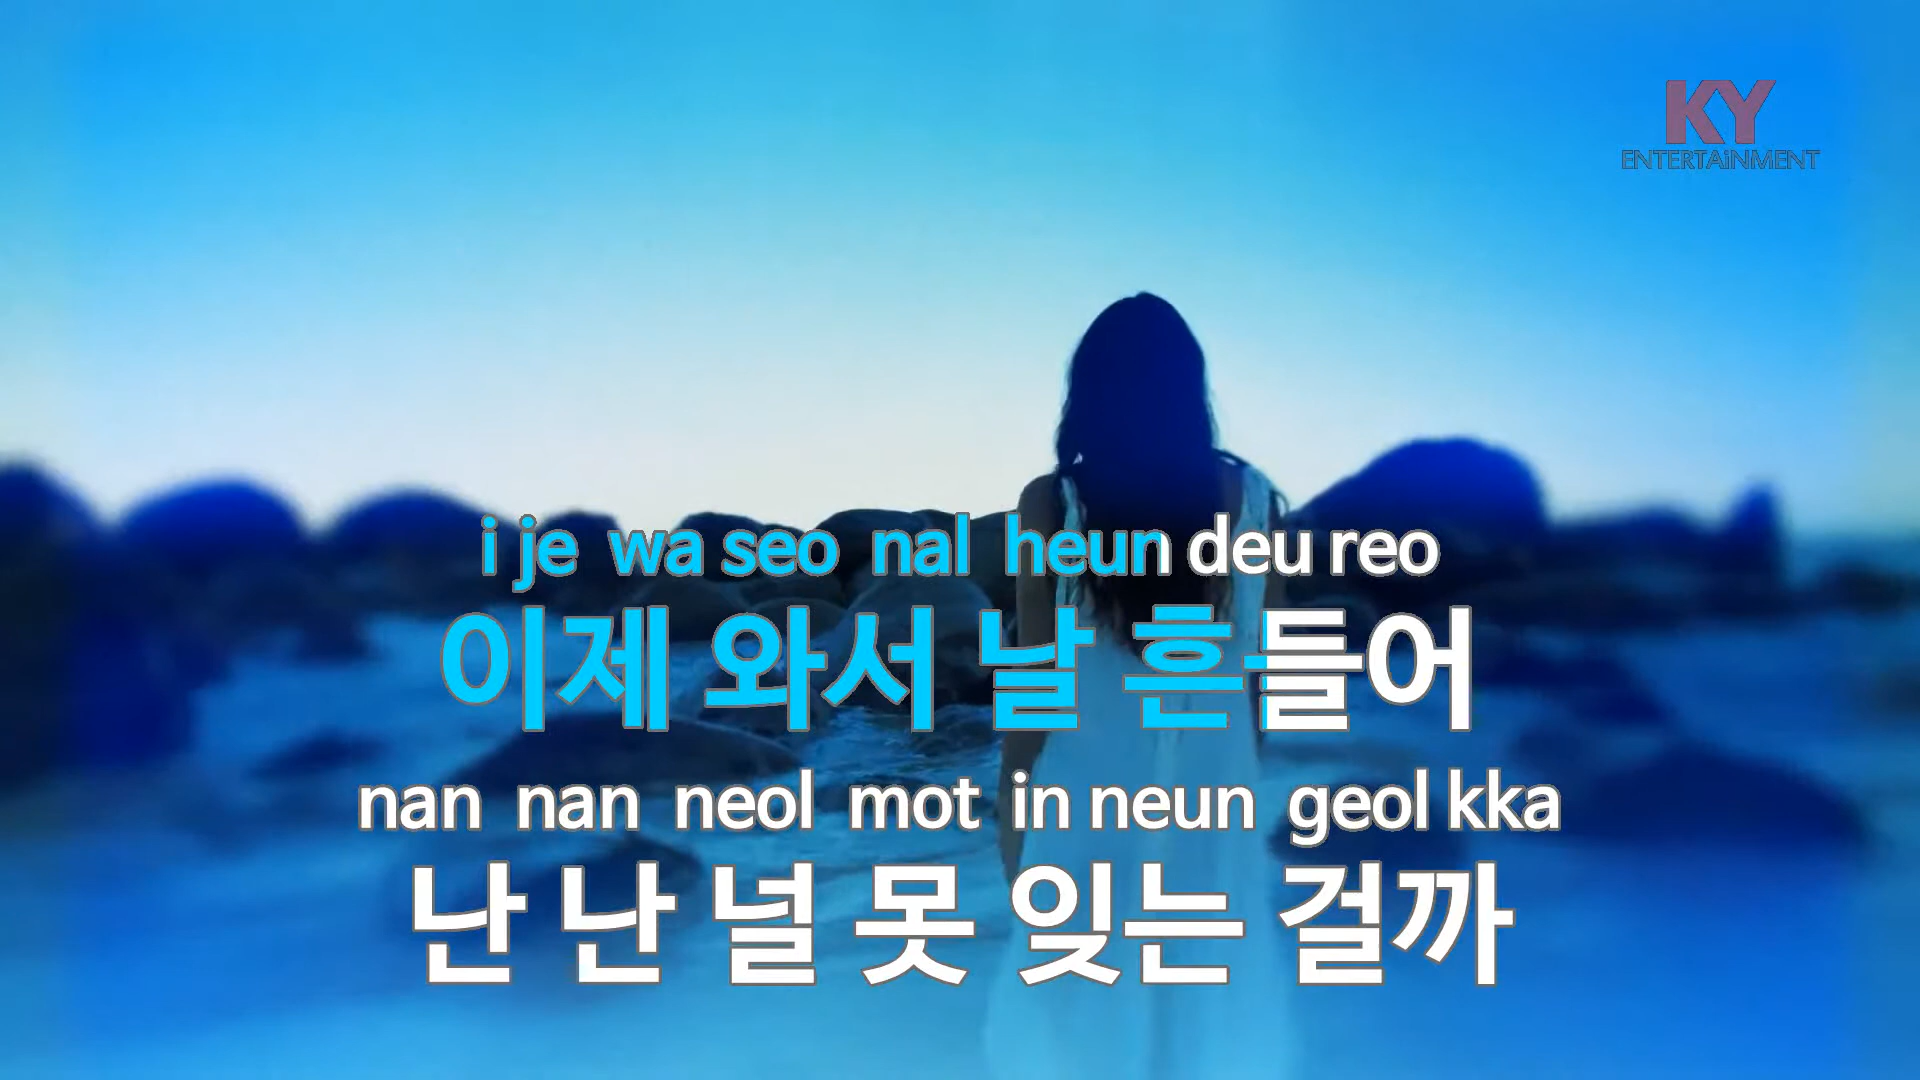 KY
ENTERTAiNMENT
i je wa seo nal heun deu reo
이제 와서 날 흔들어
nan nan neol mot in neun geol kka
난 난 널 못 잊는 걸까